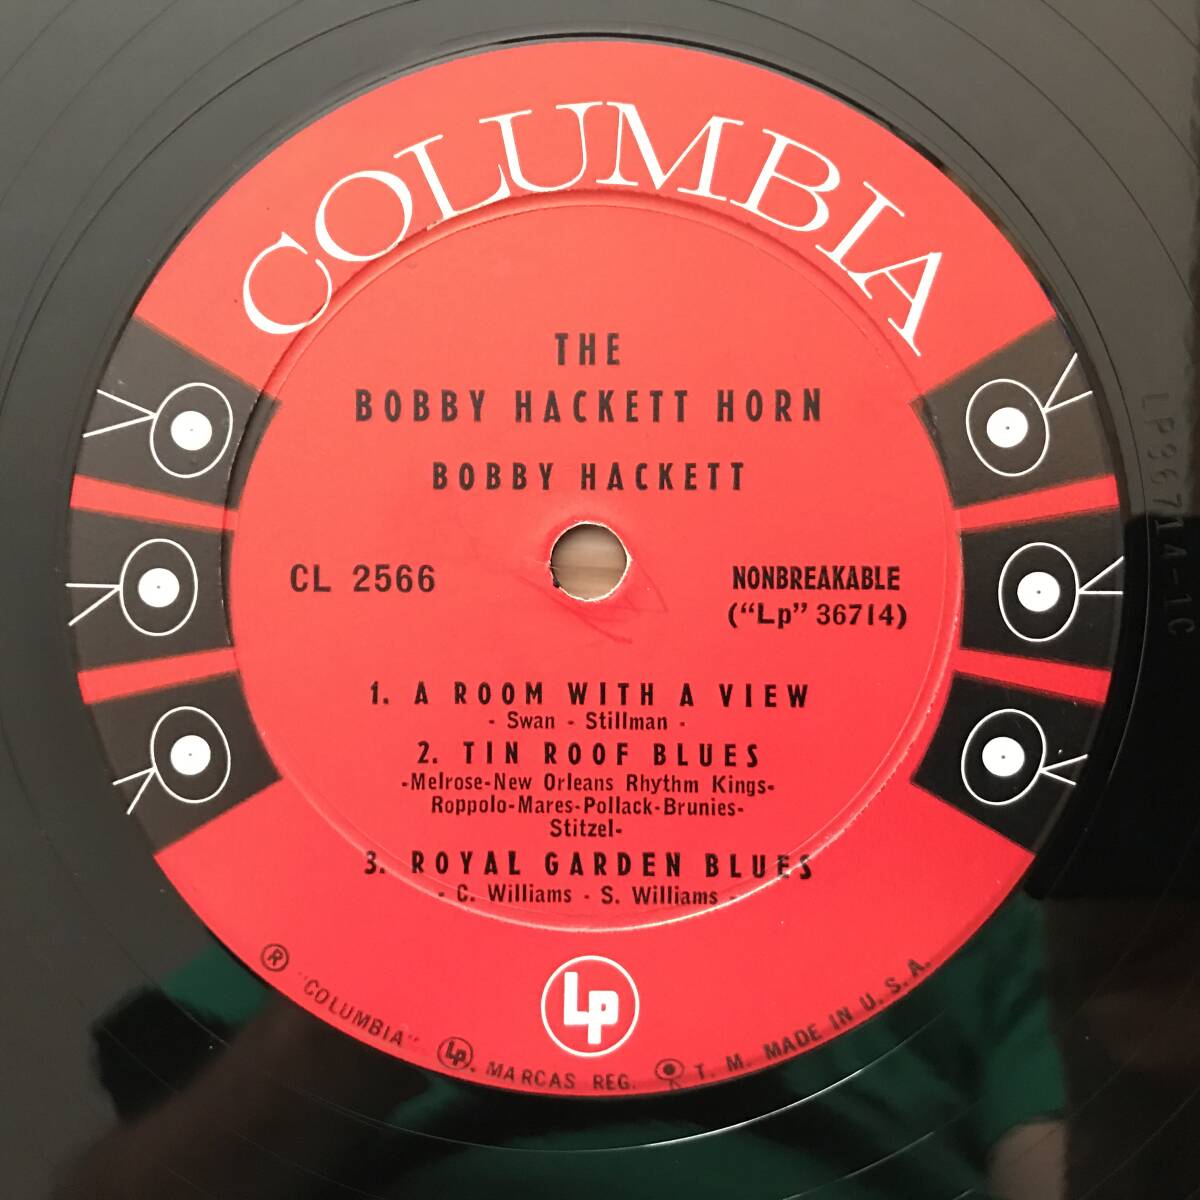 COLUMBIA
THE
BOBBY HACKETT HORN
BOBBY HACKETT
CL 2566
NONBREAKABLE
("Lp" 36714)
1. A ROOM WITH A VIEW
- Swan - Stillman -
2. TIN ROOF BLUES
-Melrose-New Orleans Rhythm Kings-
Roppolo-Mares-Pollack-Brunies-
Stitzel-
3. ROYAL GARDEN BLUES
- C. Williams - S. Williams -
Lp
® "COLUMBIA" Lp. MARCAS REG. T. M. MADE IN U. S. A.
LP36714-1C